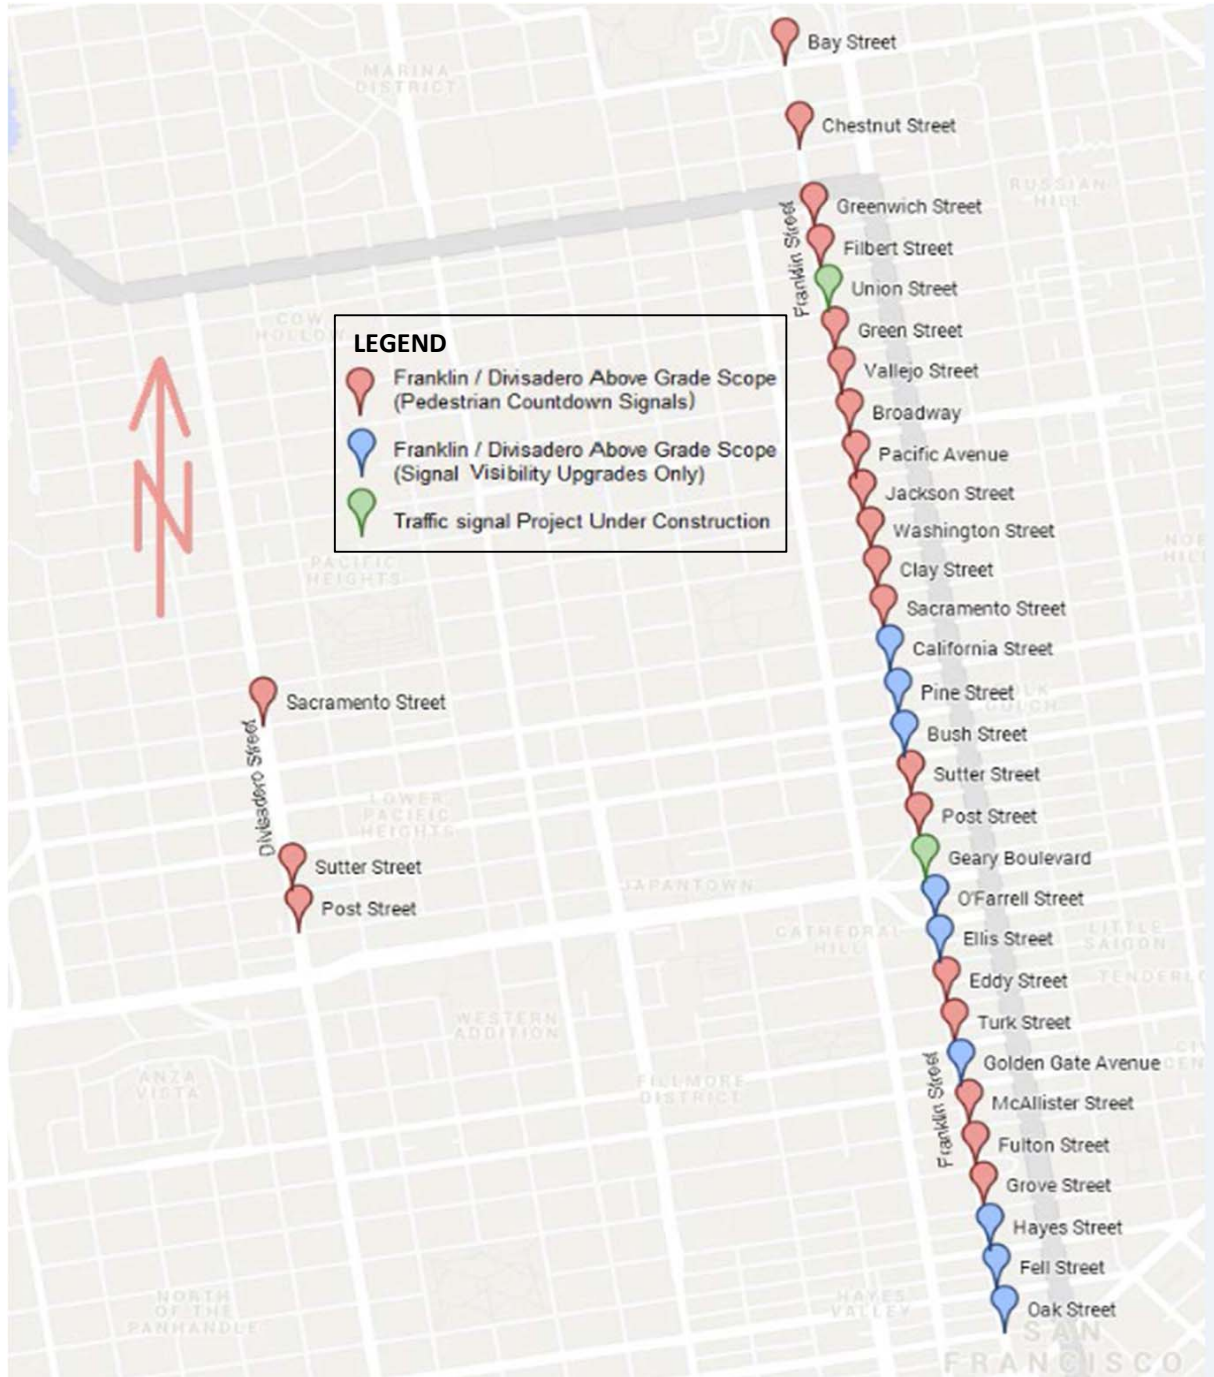 Bay Street
MARINA
DISTRICT
Chestnut Street
RUSSIAN
HILL
Greenwich Street
Franklin Street
Filbert Street
Union Street
COW
HOLLOW
Green Street
LEGEND
Franklin / Divisadero Above Grade Scope
(Pedestrian Countdown Signals)
Franklin / Divisadero Above Grade Scope
(Signal Visibility Upgrades Only)
Traffic signal Project Under Construction
Vallejo Street
Broadway
Pacific Avenue
Jackson Street
Washington Street
N
PACIFIC
HEIGHTS
Clay Street
Sacramento Street
California Street
Pine Street
Bush Street
Sacramento Street
Divisadero Street
Sutter Street
Post Street
LOWER
PACIFIC
HEIGHTS
Geary Boulevard
Sutter Street
JAPANTOWN
O'Farrell Street
Post Street
CATHEDRAL
HILL
Ellis Street
LITTLE
SAIGON
Eddy Street
Turk Street
WESTERN
ADDITION
Golden Gate Avenue
ANZA
VISTA
FILLMORE
DISTRICT
Franklin Street
McAllister Street
Fulton Street
Grove Street
Hayes Street
Fell Street
NORTH
OF THE
PANHANDLE
HAYES
VALLEY
Oak Street
SAN
FRANCISCO